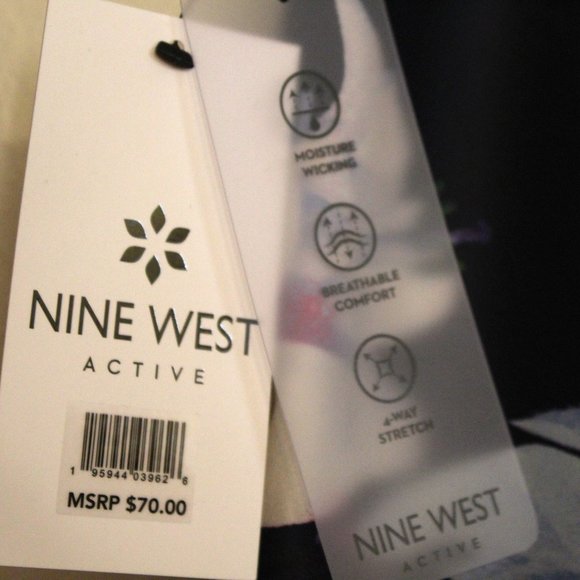 NINE WEST
ACTIVE
1 95944 03962 6
MSRP $70.00
MOISTURE
WICKING
BREATHABLE
COMFORT
4-WAY
STRETCH
NINE WEST
ACTIVE